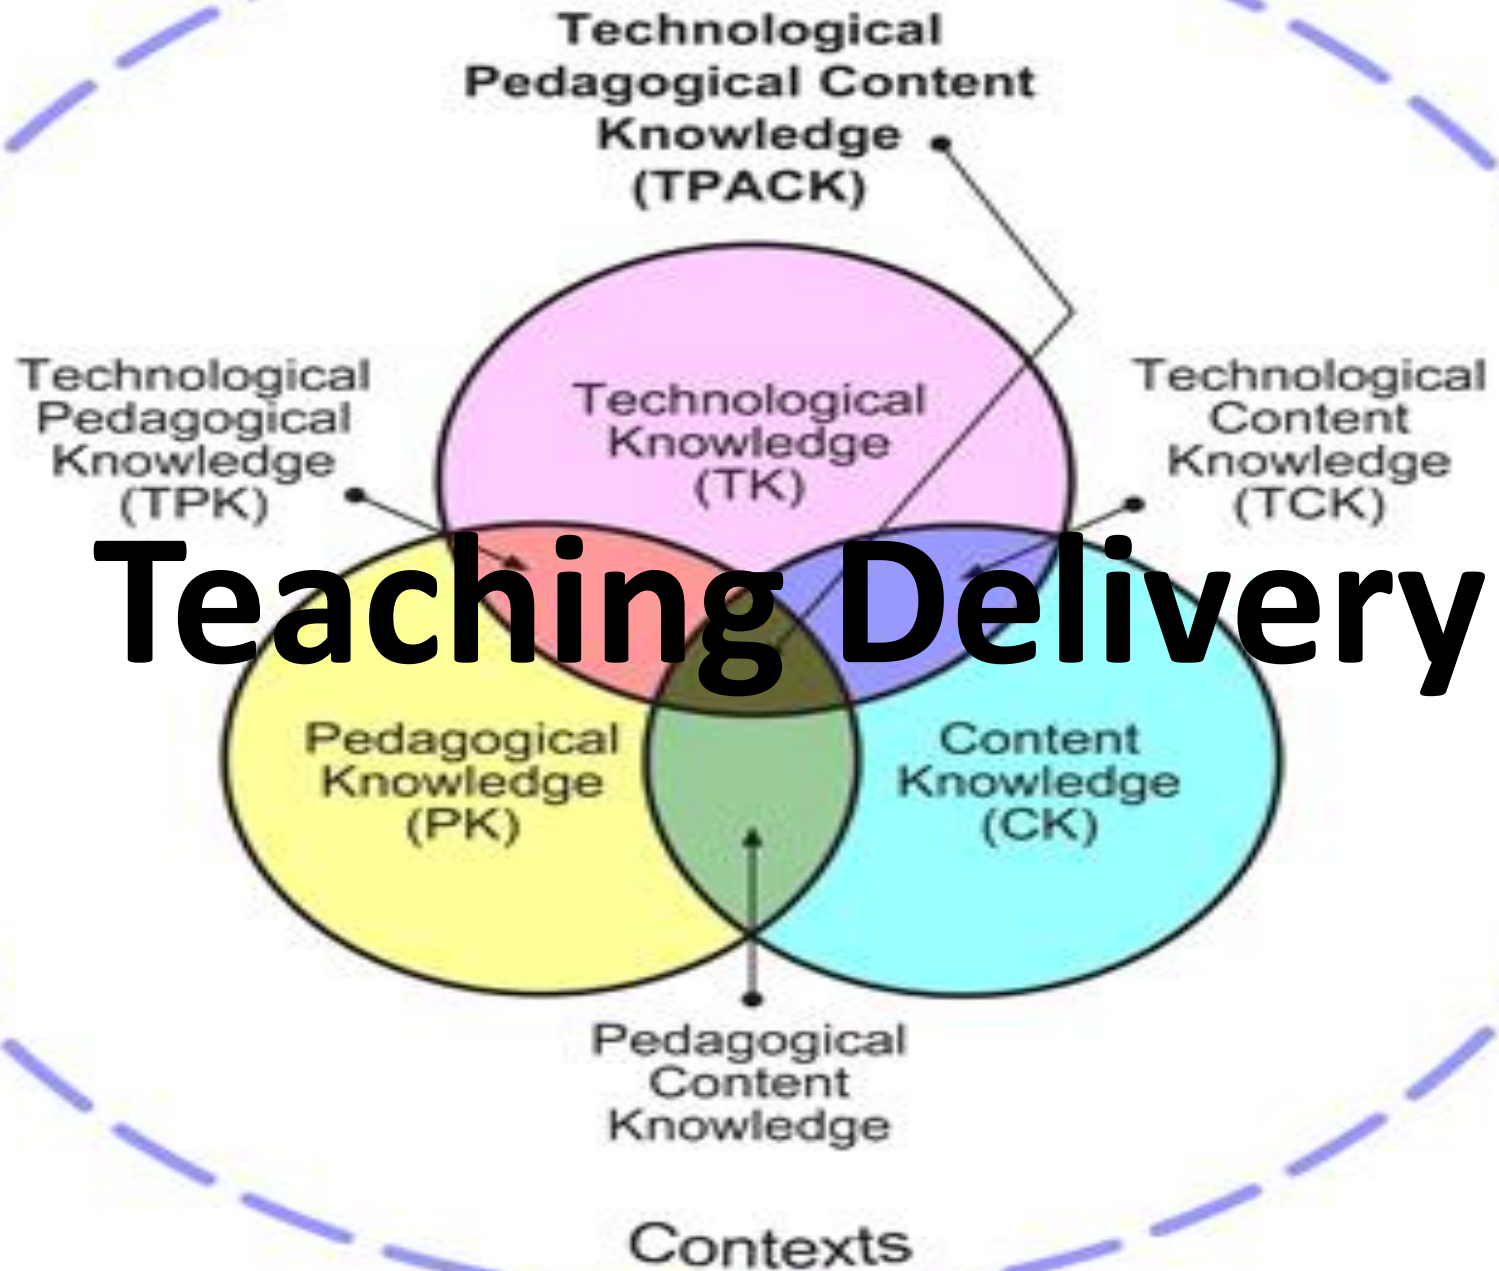 Technological
Pedagogical Content
Knowledge
(TPACK)
Technological
Pedagogical
Knowledge
(TPK)
Technological
Knowledge
(TK)
Technological
Content
Knowledge
(TCK)
Teaching Delivery
Pedagogical
Knowledge
(PK)
Content
Knowledge
(CK)
Pedagogical
Content
Knowledge
Contexts